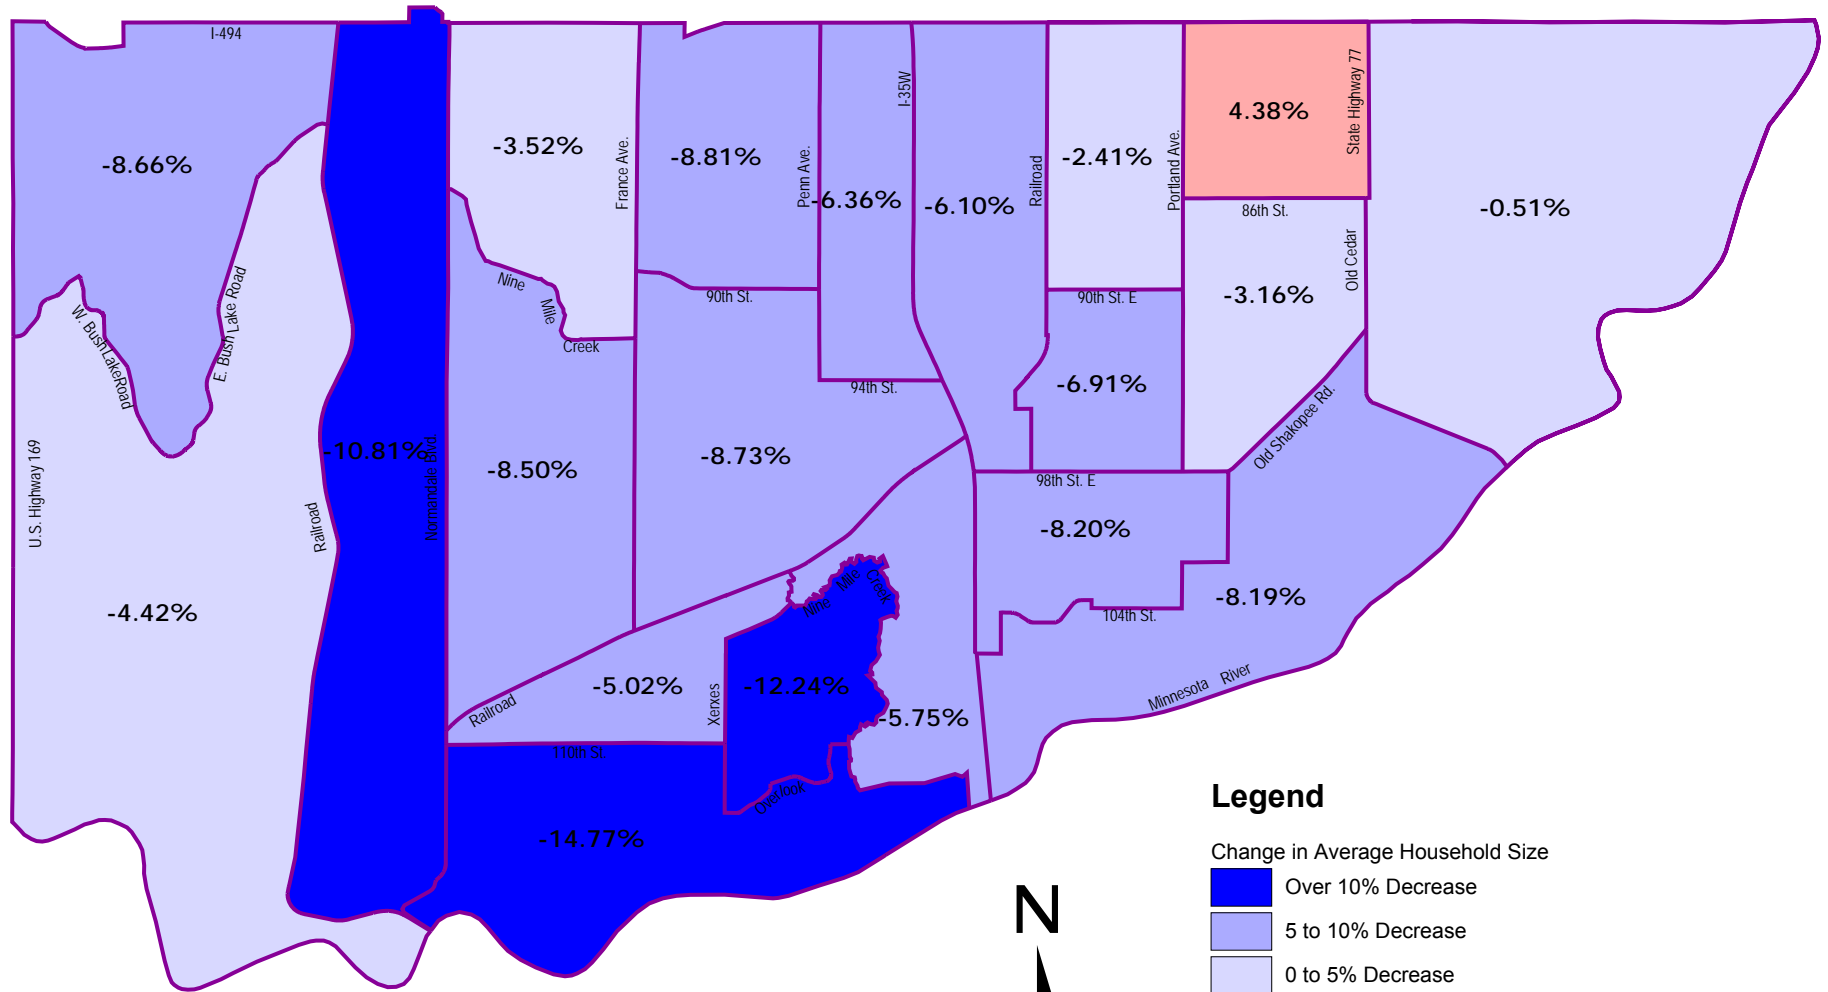 I-494
-8.66%
-3.52%
France Ave.
-8.81%
Penn Ave.
-6.36%
I-35W
-6.10%
Railroad
-2.41%
Portland Ave.
4.38%
State Highway 77
86th St.
-0.51%
Nine
Mile
Creek
90th St.
90th St. E
-3.16%
Old Cedar
W. Bush Lake Road
E. Bush Lake Road
94th St.
-6.91%
Old Shakopee Rd.
U.S. Highway 169
Railroad
-10.81%
Normandale Blvd
-8.50%
-8.73%
98th St. E
-8.20%
-4.42%
Nine Mile Creek
104th St.
-8.19%
Minnesota River
Railroad
-5.02%
Xerxes
-12.24%
-5.75%
110th St.
Overlook
-14.77%
N
Legend
Change in Average Household Size
Over 10% Decrease
5 to 10% Decrease
0 to 5% Decrease